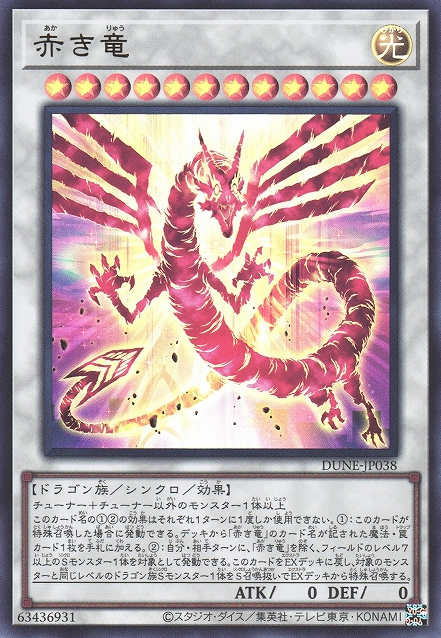 赤き竜
光
DUNE-JP038
【ドラゴン族／シンクロ／効果】
チューナー＋チューナー以外のモンスター1体以上
このカード名の①②の効果はそれぞれ1ターンに1度しか使用できない。①：このカードが
特殊召喚した場合に発動できる。デッキから「赤き竜」のカード名が記された魔法・罠
カード1枚を手札に加える。②：自分・相手ターンに、「赤き竜」を除く、フィールドのレベル7
以上のSモンスター1体を対象として発動できる。このカードをEXデッキに戻し、対象のモンス
ターと同じレベルのドラゴン族Sモンスター1体をS召喚扱いでEXデッキから特殊召喚する。
ATK/ 0 DEF/ 0
63436931 ©スタジオ・ダイス/集英社・テレビ東京・KONAMI